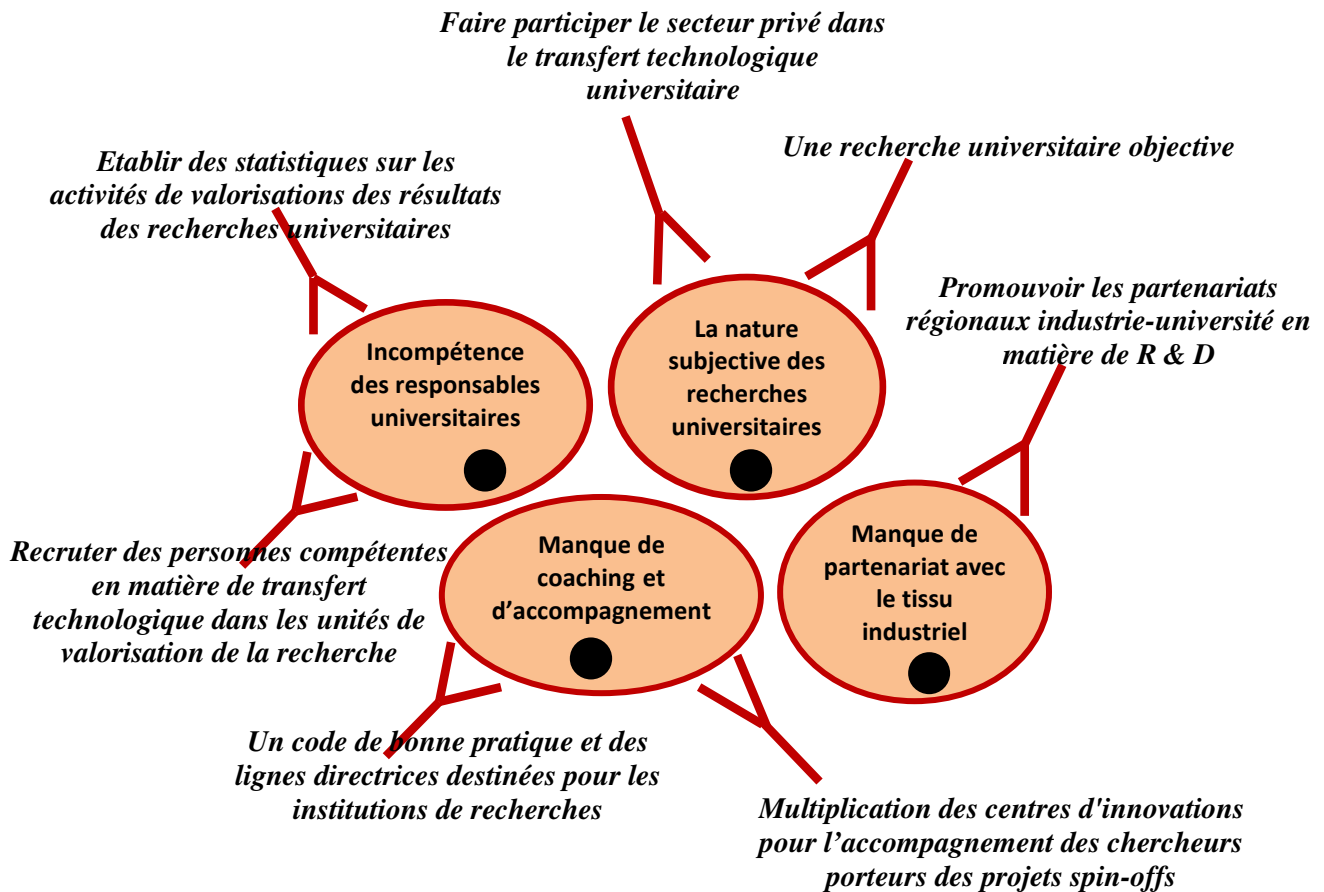 Faire participer le secteur privé dans
le transfert technologique
universitaire
Une recherche universitaire objective
Etablir des statistiques sur les
activités de valorisations des résultats
des recherches universitaires
Promouvoir les partenariats
régionaux industrie-université en
matière de R & D
La nature
subjective des
recherches
universitaires
Incompétence
des responsables
universitaires
Manque de
partenariat avec
le tissu
industriel
Manque de
coaching et
d’accompagnement
Recruter des personnes compétentes
en matière de transfert
technologique dans les unités de
valorisation de la recherche
Un code de bonne pratique et des
lignes directrices destinées pour les
institutions de recherches
Multiplication des centres d'innovations
pour l’accompagnement des chercheurs
porteurs des projets spin-offs